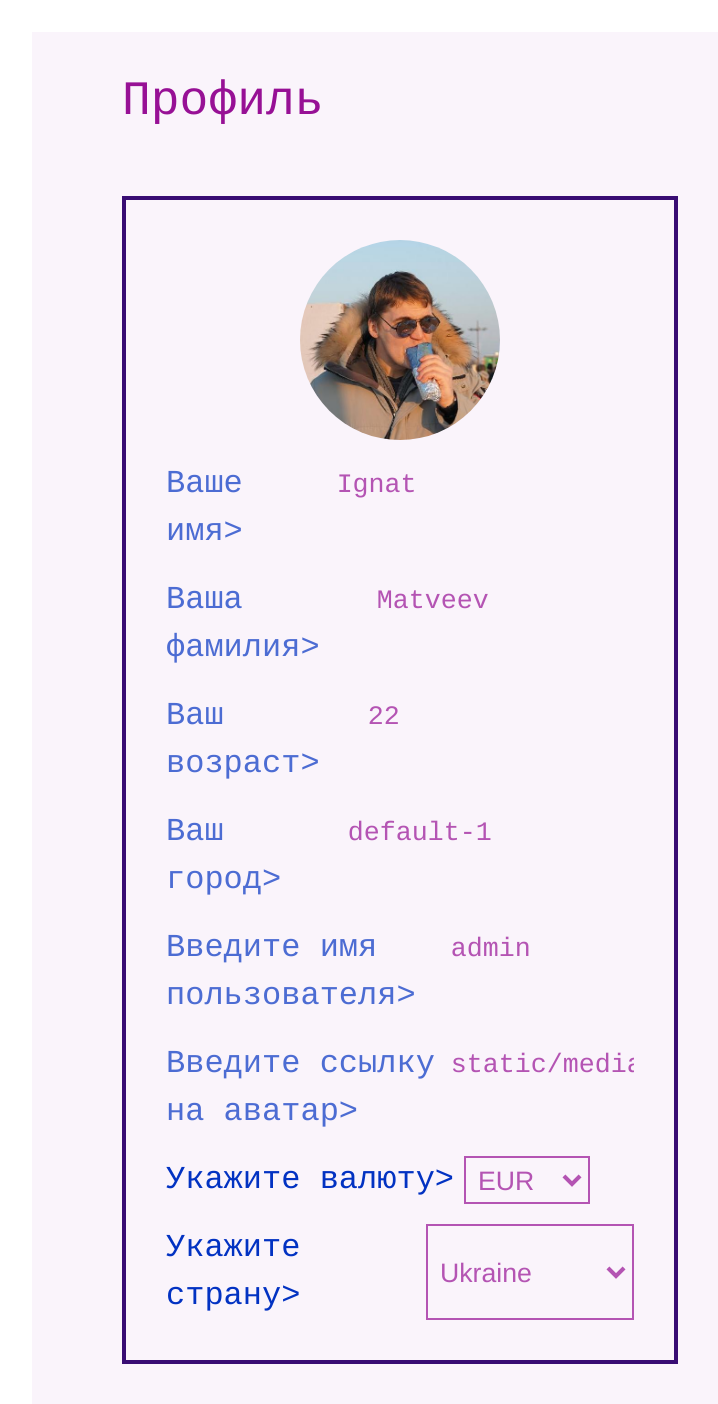 Профиль
Ваше Ignat
имя>
Ваша Matveev
фамилия>
Ваш 22
возраст>
Ваш default-1
город>
Введите имя admin
пользователя>
Введите ссылку static/media
на аватар>
Укажите валюту> EUR
Укажите
страну> Ukraine